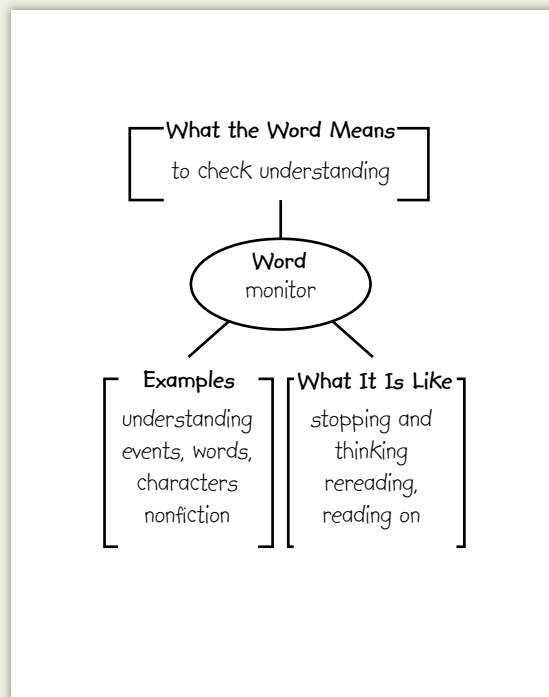 What the Word Means
to check understanding
Word
monitor
Examples
understanding
events, words,
characters
nonfiction
What It Is Like
stopping and
thinking
rereading,
reading on